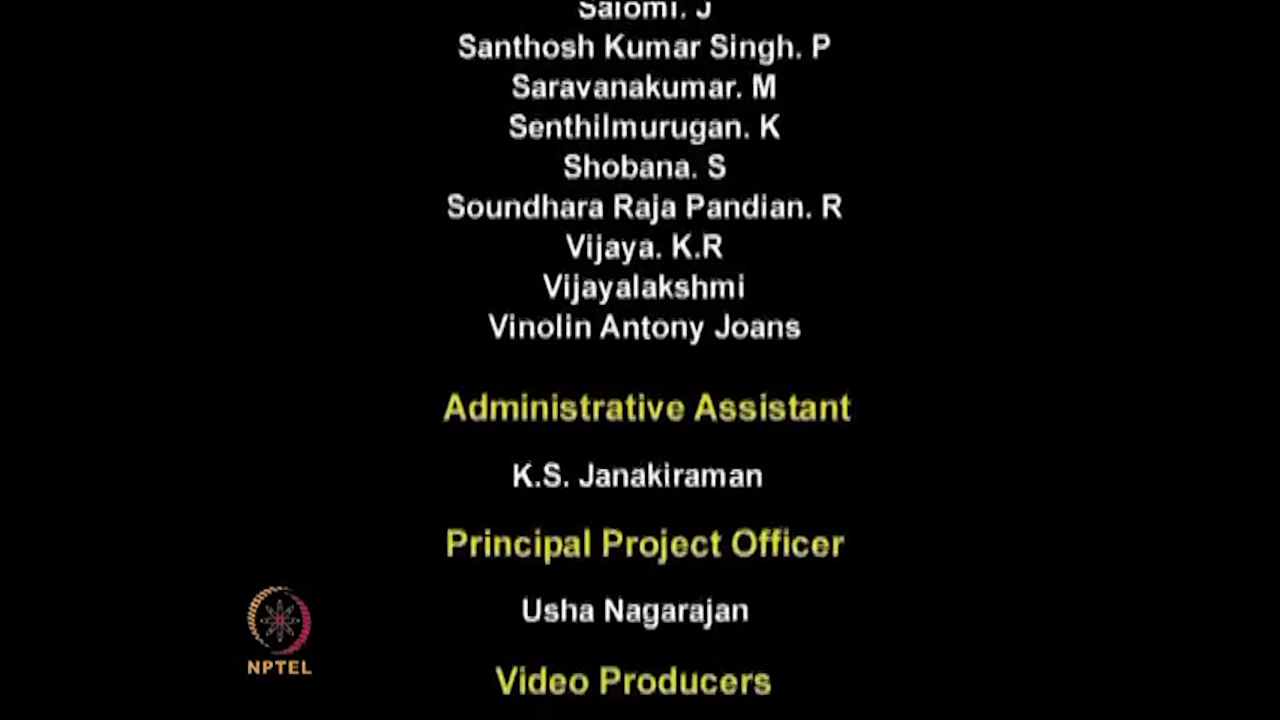 Salomi. J
Santhosh Kumar Singh. P
Saravanakumar. M
Senthilmurugan. K
Shobana. S
Soundhara Raja Pandian. R
Vijaya. K.R
Vijayalakshmi
Vinolin Antony Joans
Administrative Assistant
K.S. Janakiraman
Principal Project Officer
Usha Nagarajan
NPTEL
Video Producers